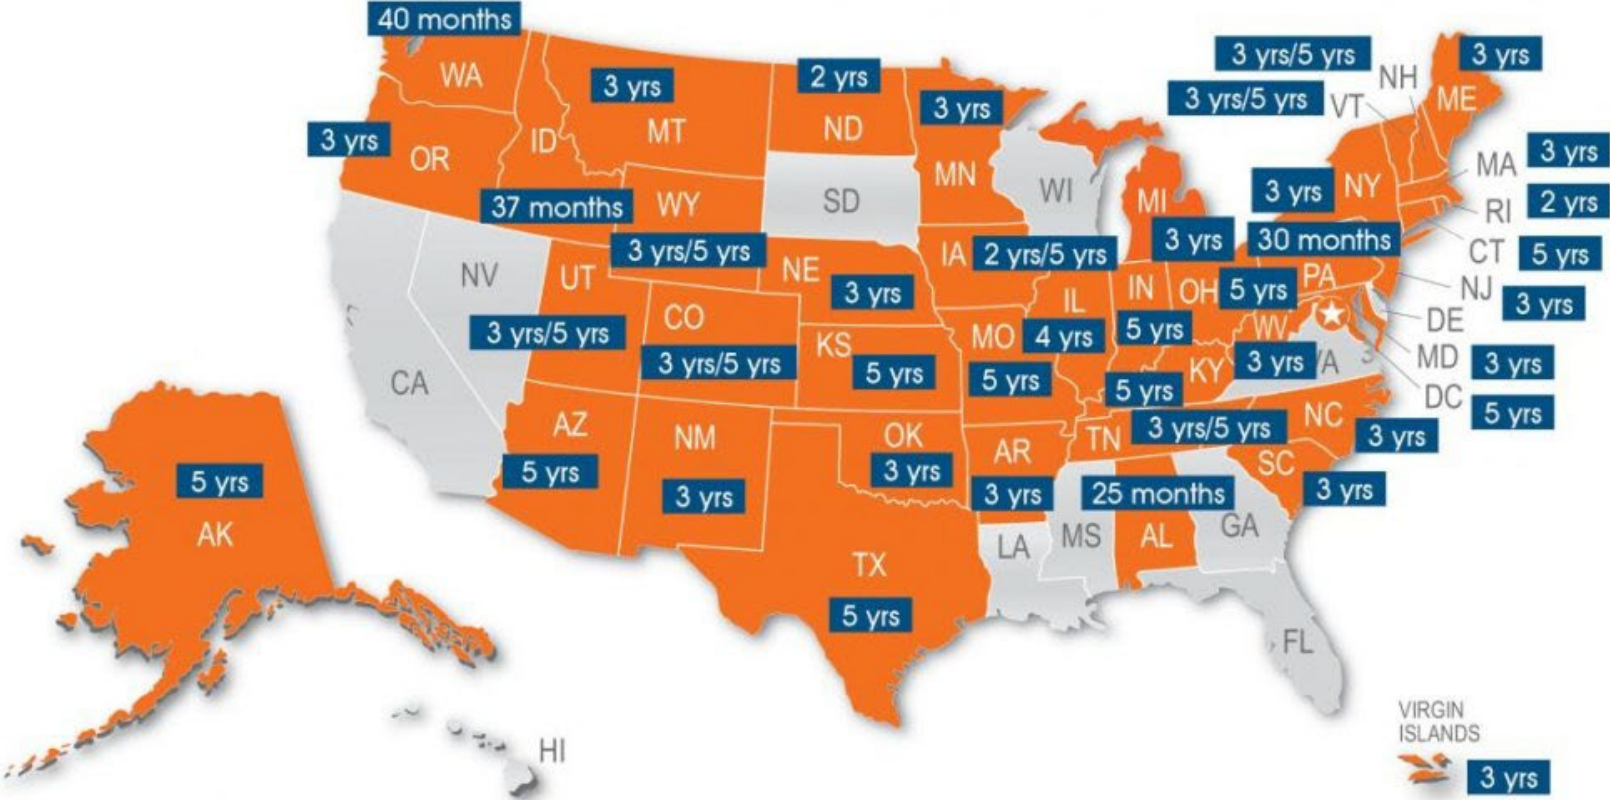 40 months
WA
3 yrs
MT
2 yrs
ND
3 yrs
MN
3 yrs/5 yrs
NH
3 yrs/5 yrs
VT
3 yrs
ME
3 yrs
OR
ID
37 months
WY
3 yrs/5 yrs
SD
WI
MI
3 yrs
3 yrs
NY
MA
3 yrs
RI
2 yrs
CT
5 yrs
NJ
3 yrs
DE
MD
3 yrs
DC
5 yrs
30 months
PA
NV
UT
3 yrs/5 yrs
CO
3 yrs/5 yrs
NE
3 yrs
KS
5 yrs
IA
2 yrs/5 yrs
IL
4 yrs
IN
5 yrs
OH
5 yrs
WV
3 yrs
MO
5 yrs
KY
5 yrs
CA
AZ
5 yrs
NM
3 yrs
OK
3 yrs
AR
3 yrs
TN
3 yrs/5 yrs
NC
3 yrs
SC
3 yrs
25 months
LA
MS
AL
GA
TX
5 yrs
FL
5 yrs
AK
HI
VIRGIN
ISLANDS
3 yrs